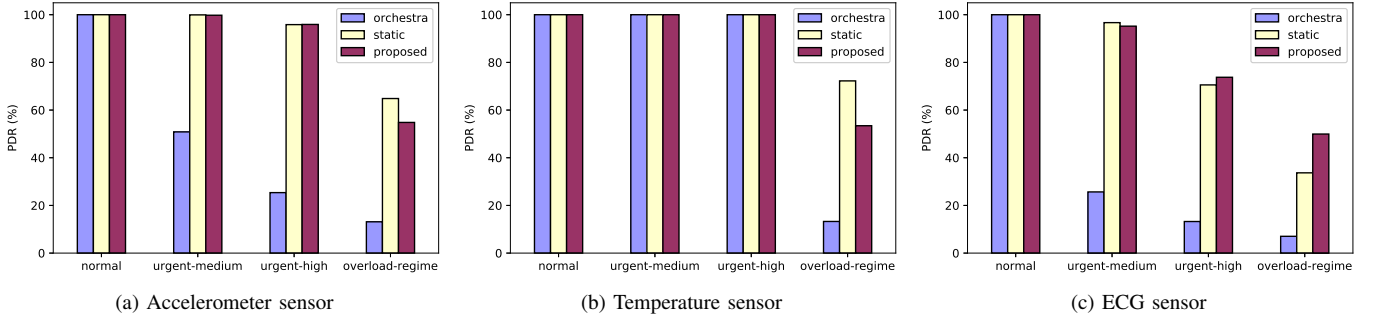 100
80
60
40
20
0
PDR (%)
orchestra
static
proposed
normal
urgent-medium
urgent-high
overload-regime
(a) Accelerometer sensor
100
80
60
40
20
0
PDR (%)
orchestra
static
proposed
normal
urgent-medium
urgent-high
overload-regime
(b) Temperature sensor
100
80
60
40
20
0
PDR (%)
orchestra
static
proposed
normal
urgent-medium
urgent-high
overload-regime
(c) ECG sensor